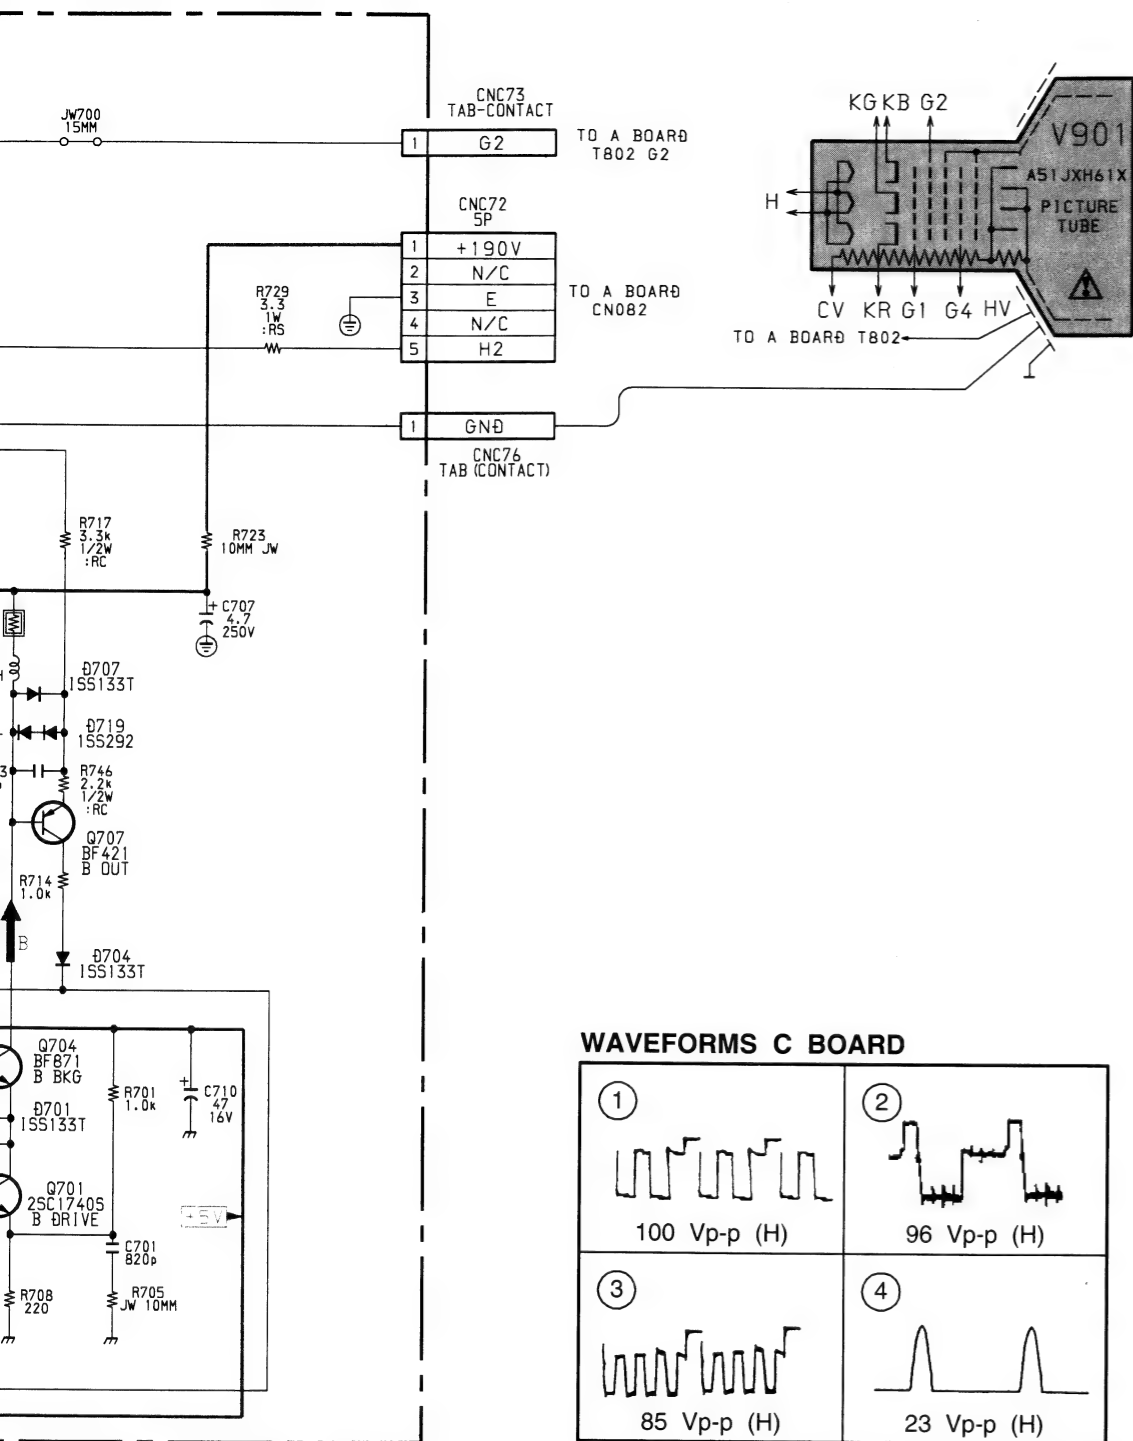 JW700
15MM
CNC73
TAB-CONTACT
1 G2
TO A BOARD
T802 G2
CNC72
5P
1 +190V
2 N/C
3 E
4 N/C
5 H2
TO A BOARD
CN082
R729
3.3
1W
:RS
1 GND
CNC76
TAB (CONTACT)
KG KB G2
V901
A51JXH61X
PICTURE
TUBE
H
CV KR G1 G4 HV
TO A BOARD T802
R717
3.3k
1/2W
:RC
R723
10MM JW
+ C707
4.7
250V
D707
1SS133T
D719
1SS292
3
R746
2.2k
1/2W
:RC
Q707
BF421
B OUT
R714
1.0k
B
D704
1SS133T
Q704
BF871
B BKG
D701
1SS133T
R701
1.0k
+ C710
47
16V
Q701
2SC1740S
B DRIVE
+5V
C701
820p
R708
220
R705
JW 10MM
WAVEFORMS C BOARD
1
100 Vp-p (H)
2
96 Vp-p (H)
3
85 Vp-p (H)
4
23 Vp-p (H)